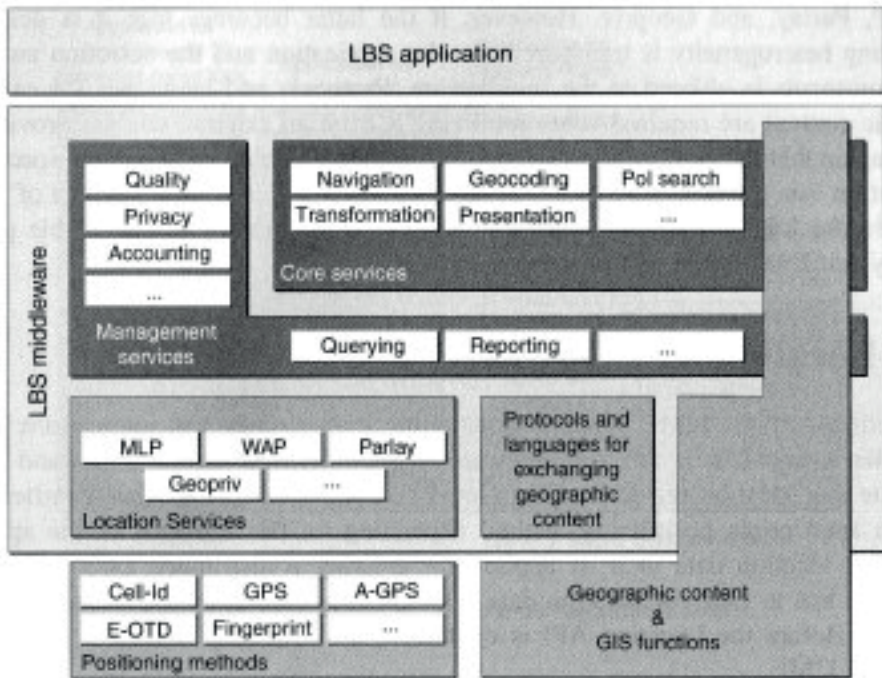 LBS application
LBS middleware
Quality
Privacy
Accounting
...
Management
services
Navigation Geocoding PoI search
Transformation Presentation ...
Core services
Querying Reporting ...
MLP WAP Parlay
Geopriv ...
Location Services
Protocols and
languages for
exchanging
geographic
content
Cell-Id GPS A-GPS
E-OTD Fingerprint ...
Positioning methods
Geographic content
&
GIS functions